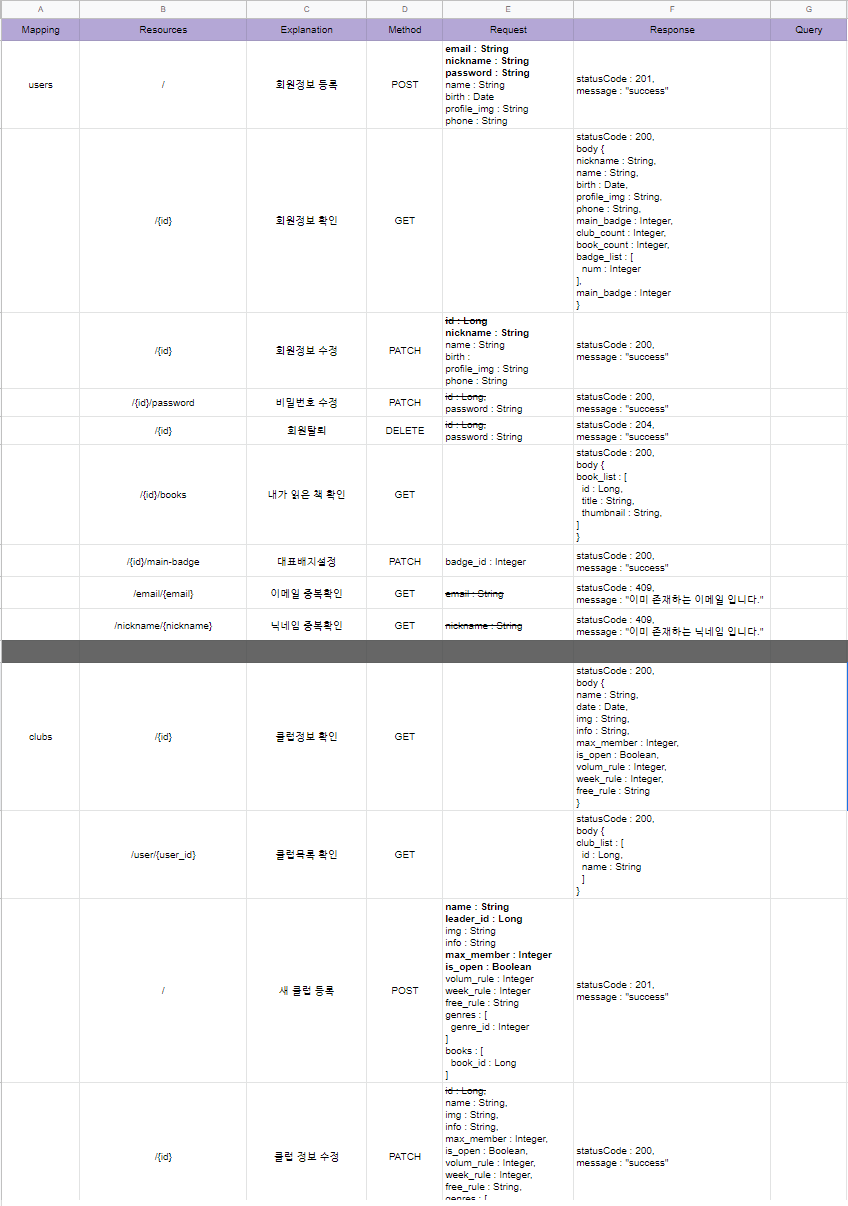 A B C D E F G
Mapping Resources Explanation Method Request Response Query
users / 회원정보 등록 POST
email : String
nickname : String
password : String
name : String
birth : Date
profile_img : String
phone : String
statusCode : 201,
message : "success"
/{id} 회원정보 확인 GET
statusCode : 200,
body {
nickname : String,
name : String,
birth : Date,
profile_img : String,
phone : String,
main_badge : Integer,
club_count : Integer,
book_count : Integer,
badge_list : [
num : Integer
],
main_badge : Integer
}
/{id} 회원정보 수정 PATCH
id : Long
nickname : String
name : String
birth :
profile_img : String
phone : String
statusCode : 200,
message : "success"
/{id}/password 비밀번호 수정 PATCH
id : Long,
password : String
statusCode : 200,
message : "success"
/{id} 회원탈퇴 DELETE
id : Long,
password : String
statusCode : 204,
message : "success"
/{id}/books 내가 읽은 책 확인 GET
statusCode : 200,
body {
book_list : [
id : Long,
title : String,
thumbnail : String,
]
}
/{id}/main-badge 대표배지설정 PATCH
badge_id : Integer
statusCode : 200,
message : "success"
/email/{email} 이메일 중복확인 GET
email : String
statusCode : 409,
message : "이미 존재하는 이메일 입니다."
/nickname/{nickname} 닉네임 중복확인 GET
nickname : String
statusCode : 409,
message : "이미 존재하는 닉네임 입니다."
clubs /{id} 클럽정보 확인 GET
statusCode : 200,
body {
name : String,
date : Date,
img : String,
info : String,
max_member : Integer,
is_open : Boolean,
volum_rule : Integer,
week_rule : Integer,
free_rule : String
}
/user/{user_id} 클럽목록 확인 GET
statusCode : 200,
body {
club_list : [
id : Long,
name : String
]
}
/ 새 클럽 등록 POST
name : String
leader_id : Long
img : String
info : String
max_member : Integer
is_open : Boolean
volum_rule : Integer
week_rule : Integer
free_rule : String
genres : [
genre_id : Integer
]
books : [
book_id : Long
]
statusCode : 201,
message : "success"
/{id} 클럽 정보 수정 PATCH
id : Long,
name : String,
img : String,
info : String,
max_member : Integer,
is_open : Boolean,
volum_rule : Integer,
week_rule : Integer,
free_rule : String,
genres : [
statusCode : 200,
message : "success"